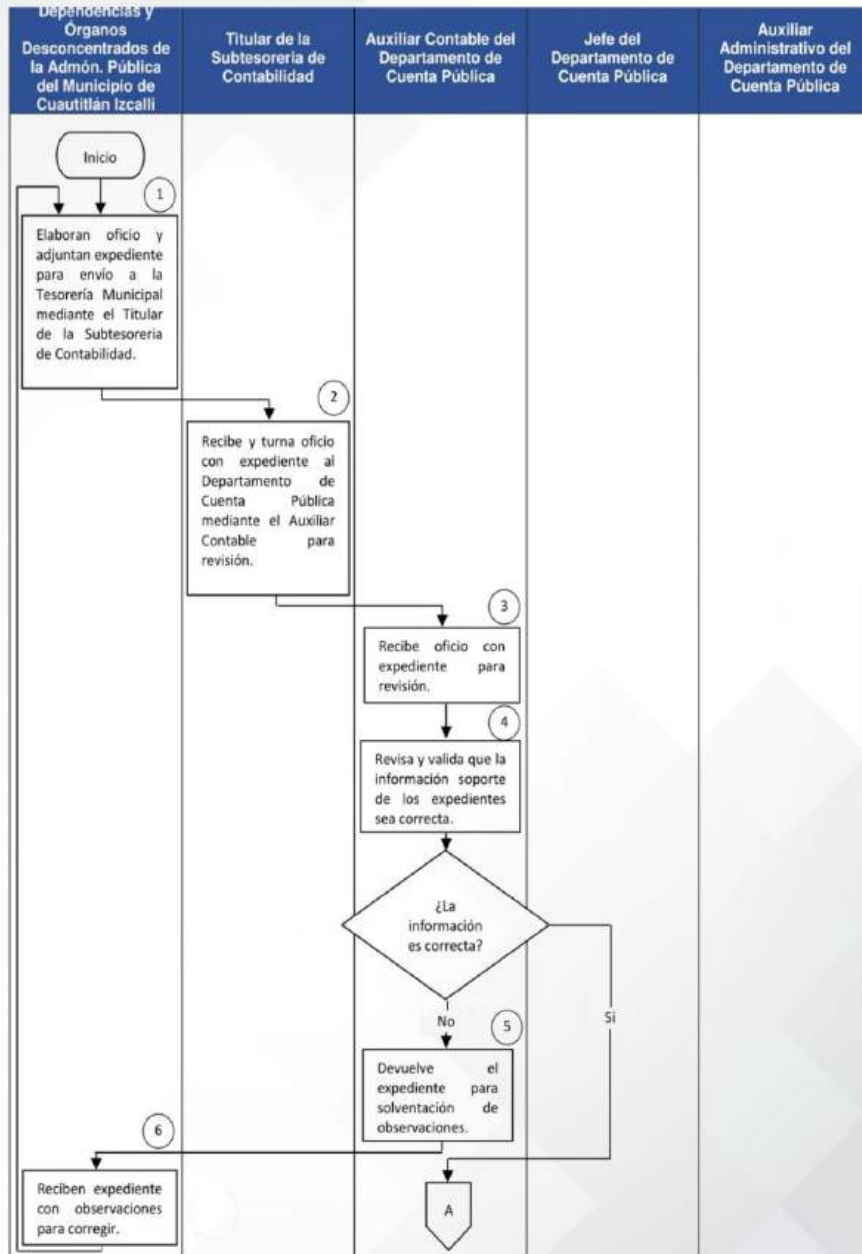 Dependencias y
Órganos
Desconcentrados de
la Admón. Pública
del Municipio de
Cuautitlán Izcalli
Titular de la
Subtesoreria de
Contabilidad
Auxiliar Contable del
Departamento de
Cuenta Pública
Jefe del
Departamento de
Cuenta Pública
Auxiliar
Administrativo del
Departamento de
Cuenta Pública
Inicio
1
Elaboran oficio y
adjuntan expediente
para envío a la
Tesorería Municipal
mediante el Titular
de la Subtesoreria
de Contabilidad.
2
Recibe y turna oficio
con expediente al
Departamento de
Cuenta Pública
mediante el Auxiliar
Contable para
revisión.
3
Recibe oficio con
expediente para
revisión.
4
Revisa y valida que la
información soporte
de los expedientes
sea correcta.
¿La
información
es correcta?
No
Si
5
Devuelve el
expediente para
solventación de
observaciones.
6
Reciben expediente
con observaciones
para corregir.
A